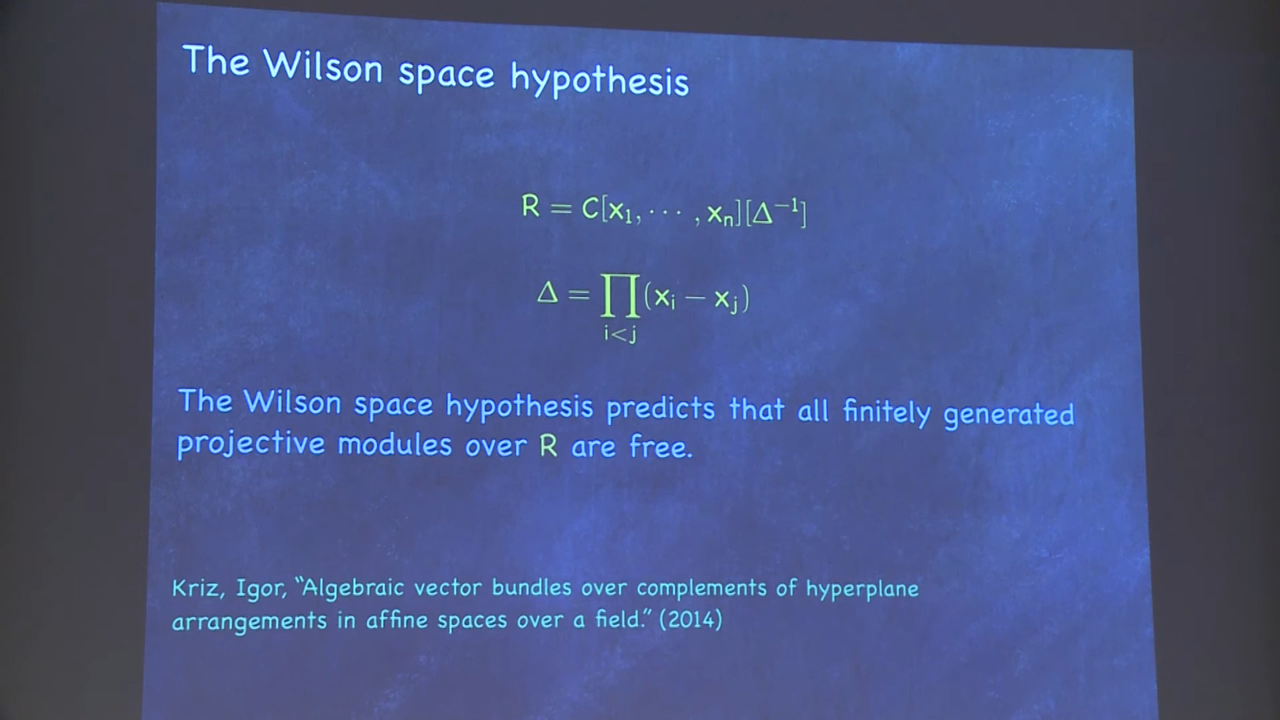 The Wilson space hypothesis
R = C[x₁, ··· , xₙ][Δ⁻¹]
Δ = ∏(xᵢ − xⱼ)
i<j
The Wilson space hypothesis predicts that all finitely generated
projective modules over R are free.
Kriz, Igor, “Algebraic vector bundles over complements of hyperplane
arrangements in affine spaces over a field.” (2014)